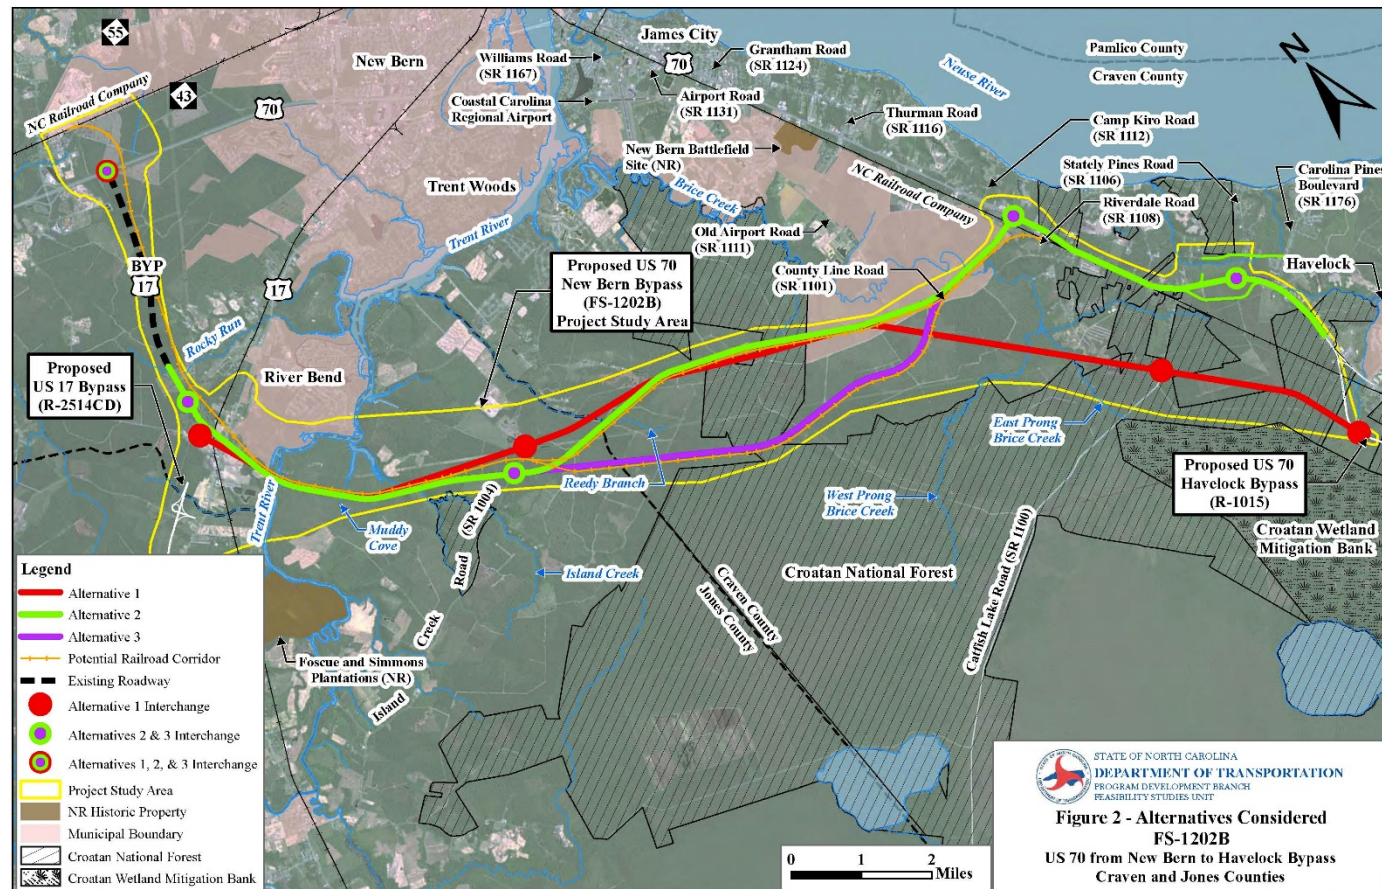 55
New Bern
James City
Williams Road
(SR 1167)
70
Grantham Road
(SR 1124)
Pamlico County
Craven County
N
NC Railroad Company
43
70
Coastal Carolina
Regional Airport
Airport Road
(SR 1131)
Neuse River
Thurman Road
(SR 1116)
Camp Kiro Road
(SR 1112)
New Bern Battlefield
Site (NR)
Stately Pines Road
(SR 1106)
Carolina Pines
Boulevard
(SR 1176)
Trent Woods
Brice Creek
NC Railroad Company
Riverdale Road
(SR 1108)
Trent River
Old Airport Road
(SR 1111)
BYP
17
17
Proposed US 70
New Bern Bypass
(FS-1202B)
Project Study Area
County Line Road
(SR 1101)
Havelock
Rocky Run
Proposed
US 17 Bypass
(R-2514CD)
River Bend
East Prong
Brice Creek
Proposed US 70
Havelock Bypass
(R-1015)
Reedy Branch
West Prong
Brice Creek
Trent River
Muddy
Cove
(SR 1004)
Road
Creek
Island
Island Creek
Croatan National Forest
Croatan Wetland
Mitigation Bank
Craven County
Jones County
Catfish Lake Road (SR 1100)
Foscue and Simmons
Plantations (NR)
Legend
Alternative 1
Alternative 2
Alternative 3
Potential Railroad Corridor
Existing Roadway
Alternative 1 Interchange
Alternatives 2 & 3 Interchange
Alternatives 1, 2, & 3 Interchange
Project Study Area
NR Historic Property
Municipal Boundary
Croatan National Forest
Croatan Wetland Mitigation Bank
0 1 2
Miles
STATE OF NORTH CAROLINA
DEPARTMENT OF TRANSPORTATION
PROGRAM DEVELOPMENT BRANCH
FEASIBILITY STUDIES UNIT
Figure 2 - Alternatives Considered
FS-1202B
US 70 from New Bern to Havelock Bypass
Craven and Jones Counties